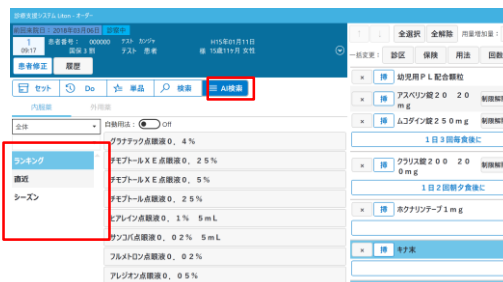 診療支援システム Libm - オーダー
前回来院日：2018年03月06日 診察中
1 患者番号： 000000 テスト カンジャ H15年01月11日
09:17 国保３割 テスト 患者 様 15歳11ヶ月 女性
患者修正 履歴
セット Do 単品 検索 AI検索
内服薬 外用薬
全体 自動用法： Off
ランキング
直近
シーズン
グラナテック点眼液０．４％
チモプトールＸＥ点眼液０．２５％
チモプトールＸＥ点眼液０．５％
チモプトール点眼液０．２５％
ヒアレイン点眼液０．１％ ５ｍＬ
サンコバ点眼液０．０２％ ５ｍＬ
フルメトロン点眼液０．０２％
アレジオン点眼液０．０５％
↑ ↓ 全選択 全解除 用量増加量：
一括変更： 診区 保険 用法 回数
× 挿 幼児用ＰＬ配合顆粒
× 挿 アスベリン錠２０ ２０ｍｇ 制限解除
× 挿 ムコダイン錠２５０ｍｇ 制限解除
１日３回毎食後に
× 挿 クラリス錠２００ ２００ｍｇ 制限解除
１日２回朝夕食後に
× 挿 ホクナリンテープ１ｍｇ
× 挿 キナ末